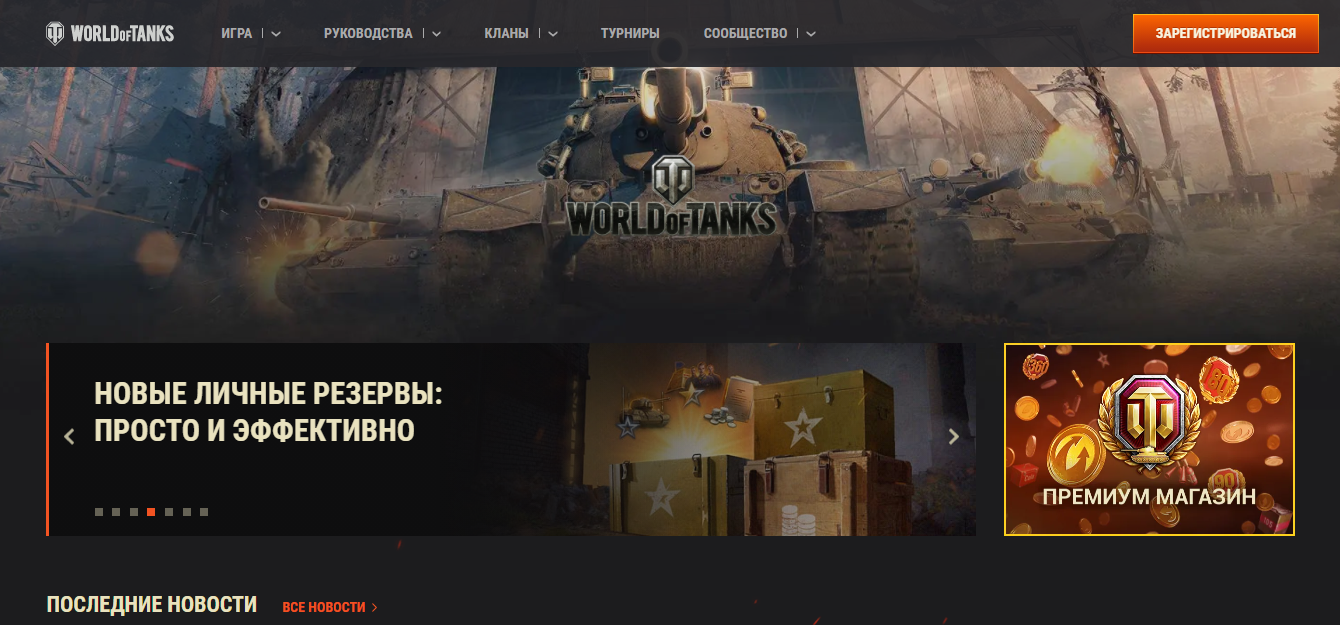 WORLD OF TANKS
ИГРА
РУКОВОДСТВА
КЛАНЫ
ТУРНИРЫ
СООБЩЕСТВО
ЗАРЕГИСТРИРОВАТЬСЯ
WORLD OF TANKS
НОВЫЕ ЛИЧНЫЕ РЕЗЕРВЫ:
ПРОСТО И ЭФФЕКТИВНО
ПРЕМИУМ МАГАЗИН
ПОСЛЕДНИЕ НОВОСТИ
ВСЕ НОВОСТИ